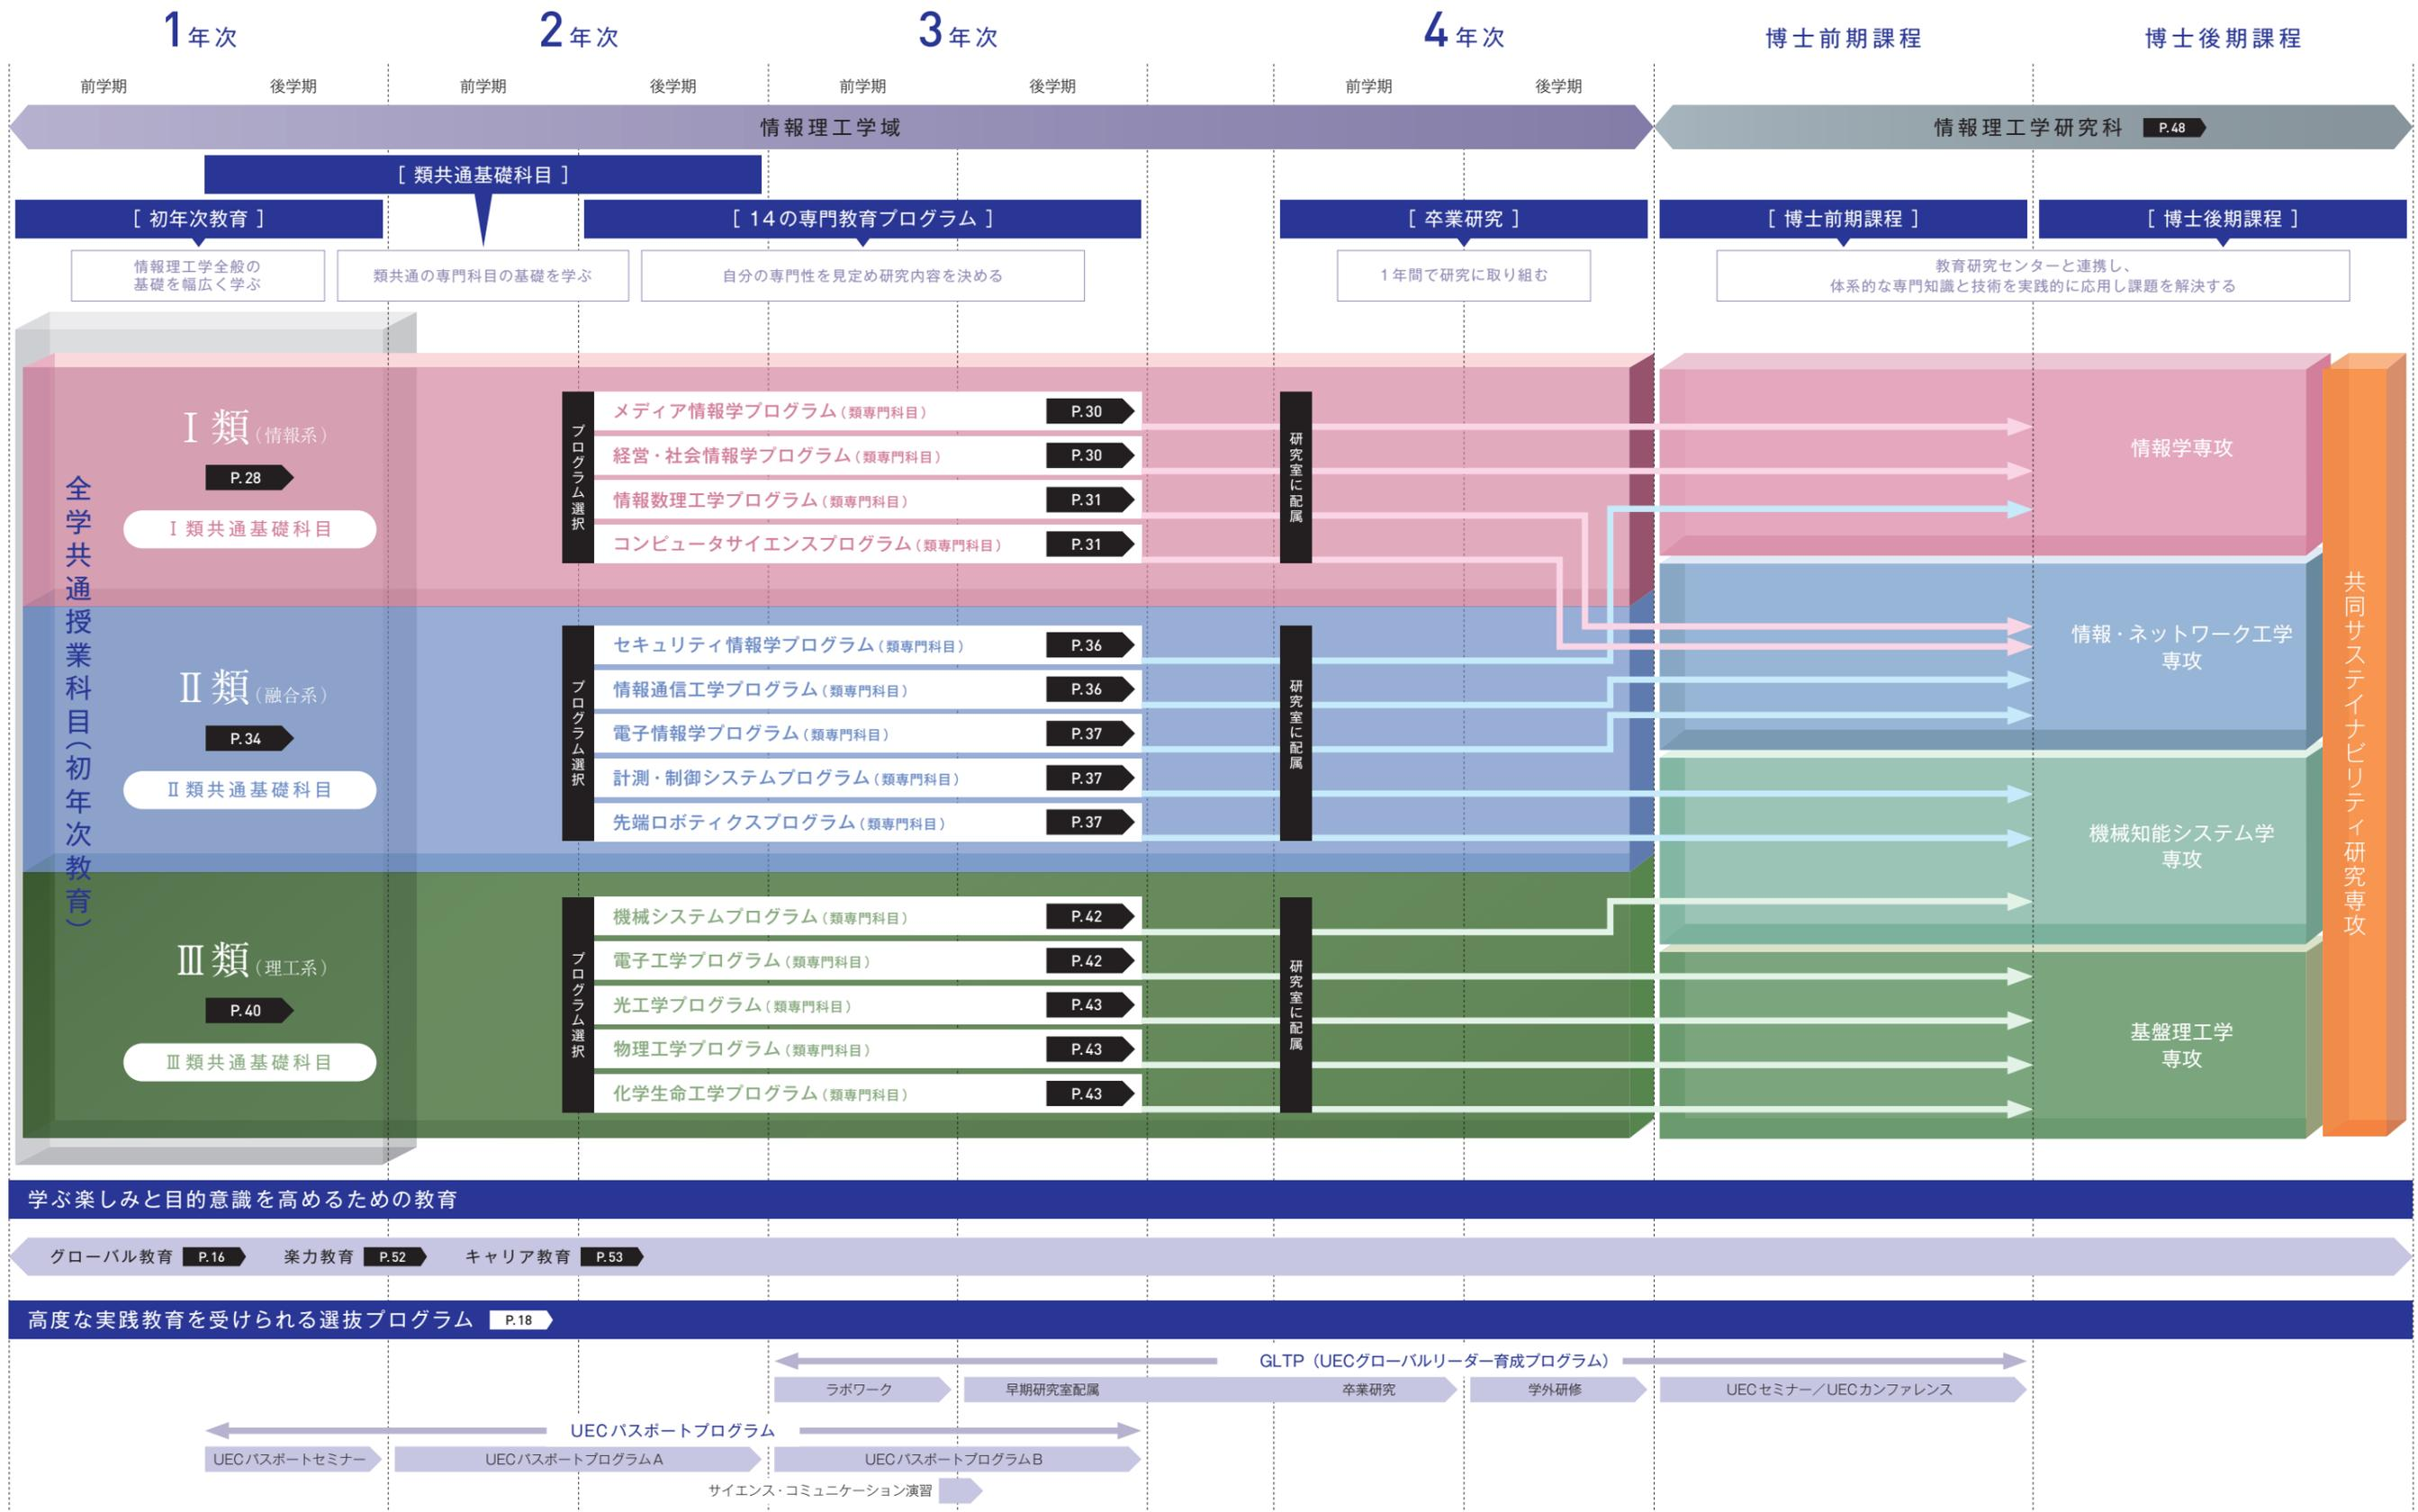 1年次
2年次
3年次
4年次
博士前期課程
博士後期課程
前学期
後学期
前学期
後学期
前学期
後学期
前学期
後学期
情報理工学域
情報理工学研究科 P.48
[ 類共通基礎科目 ]
[ 初年次教育 ]
[ 14の専門教育プログラム ]
[ 卒業研究 ]
[ 博士前期課程 ]
[ 博士後期課程 ]
情報理工学全般の
基礎を幅広く学ぶ
類共通の専門科目の基礎を学ぶ
自分の専門性を見定め研究内容を決める
1年間で研究に取り組む
教育研究センターと連携し、
体系的な専門知識と技術を実践的に応用し課題を解決する
全学共通授業科目（初年次教育）
Ⅰ類（情報系）
P.28
Ⅰ類共通基礎科目
プログラム選択
メディア情報学プログラム（類専門科目） P.30
経営・社会情報学プログラム（類専門科目） P.30
情報数理工学プログラム（類専門科目） P.31
コンピュータサイエンスプログラム（類専門科目） P.31
研究室に配属
情報学専攻
Ⅱ類（融合系）
P.34
Ⅱ類共通基礎科目
プログラム選択
セキュリティ情報学プログラム（類専門科目） P.36
情報通信工学プログラム（類専門科目） P.36
電子情報学プログラム（類専門科目） P.37
計測・制御システムプログラム（類専門科目） P.37
先端ロボティクスプログラム（類専門科目） P.37
研究室に配属
情報・ネットワーク工学
専攻
機械知能システム学
専攻
Ⅲ類（理工系）
P.40
Ⅲ類共通基礎科目
プログラム選択
機械システムプログラム（類専門科目） P.42
電子工学プログラム（類専門科目） P.42
光工学プログラム（類専門科目） P.43
物理工学プログラム（類専門科目） P.43
化学生命工学プログラム（類専門科目） P.43
研究室に配属
基盤理工学
専攻
共同サステイナビリティ研究専攻
学ぶ楽しみと目的意識を高めるための教育
グローバル教育 P.16 楽力教育 P.52 キャリア教育 P.53
高度な実践教育を受けられる選抜プログラム P.18
GLTP（UECグローバルリーダー育成プログラム）
ラボワーク
早期研究室配属
卒業研究
学外研修
UECセミナー／UECカンファレンス
UECパスポートプログラム
UECパスポートセミナー
UECパスポートプログラムA
UECパスポートプログラムB
サイエンス・コミュニケーション演習